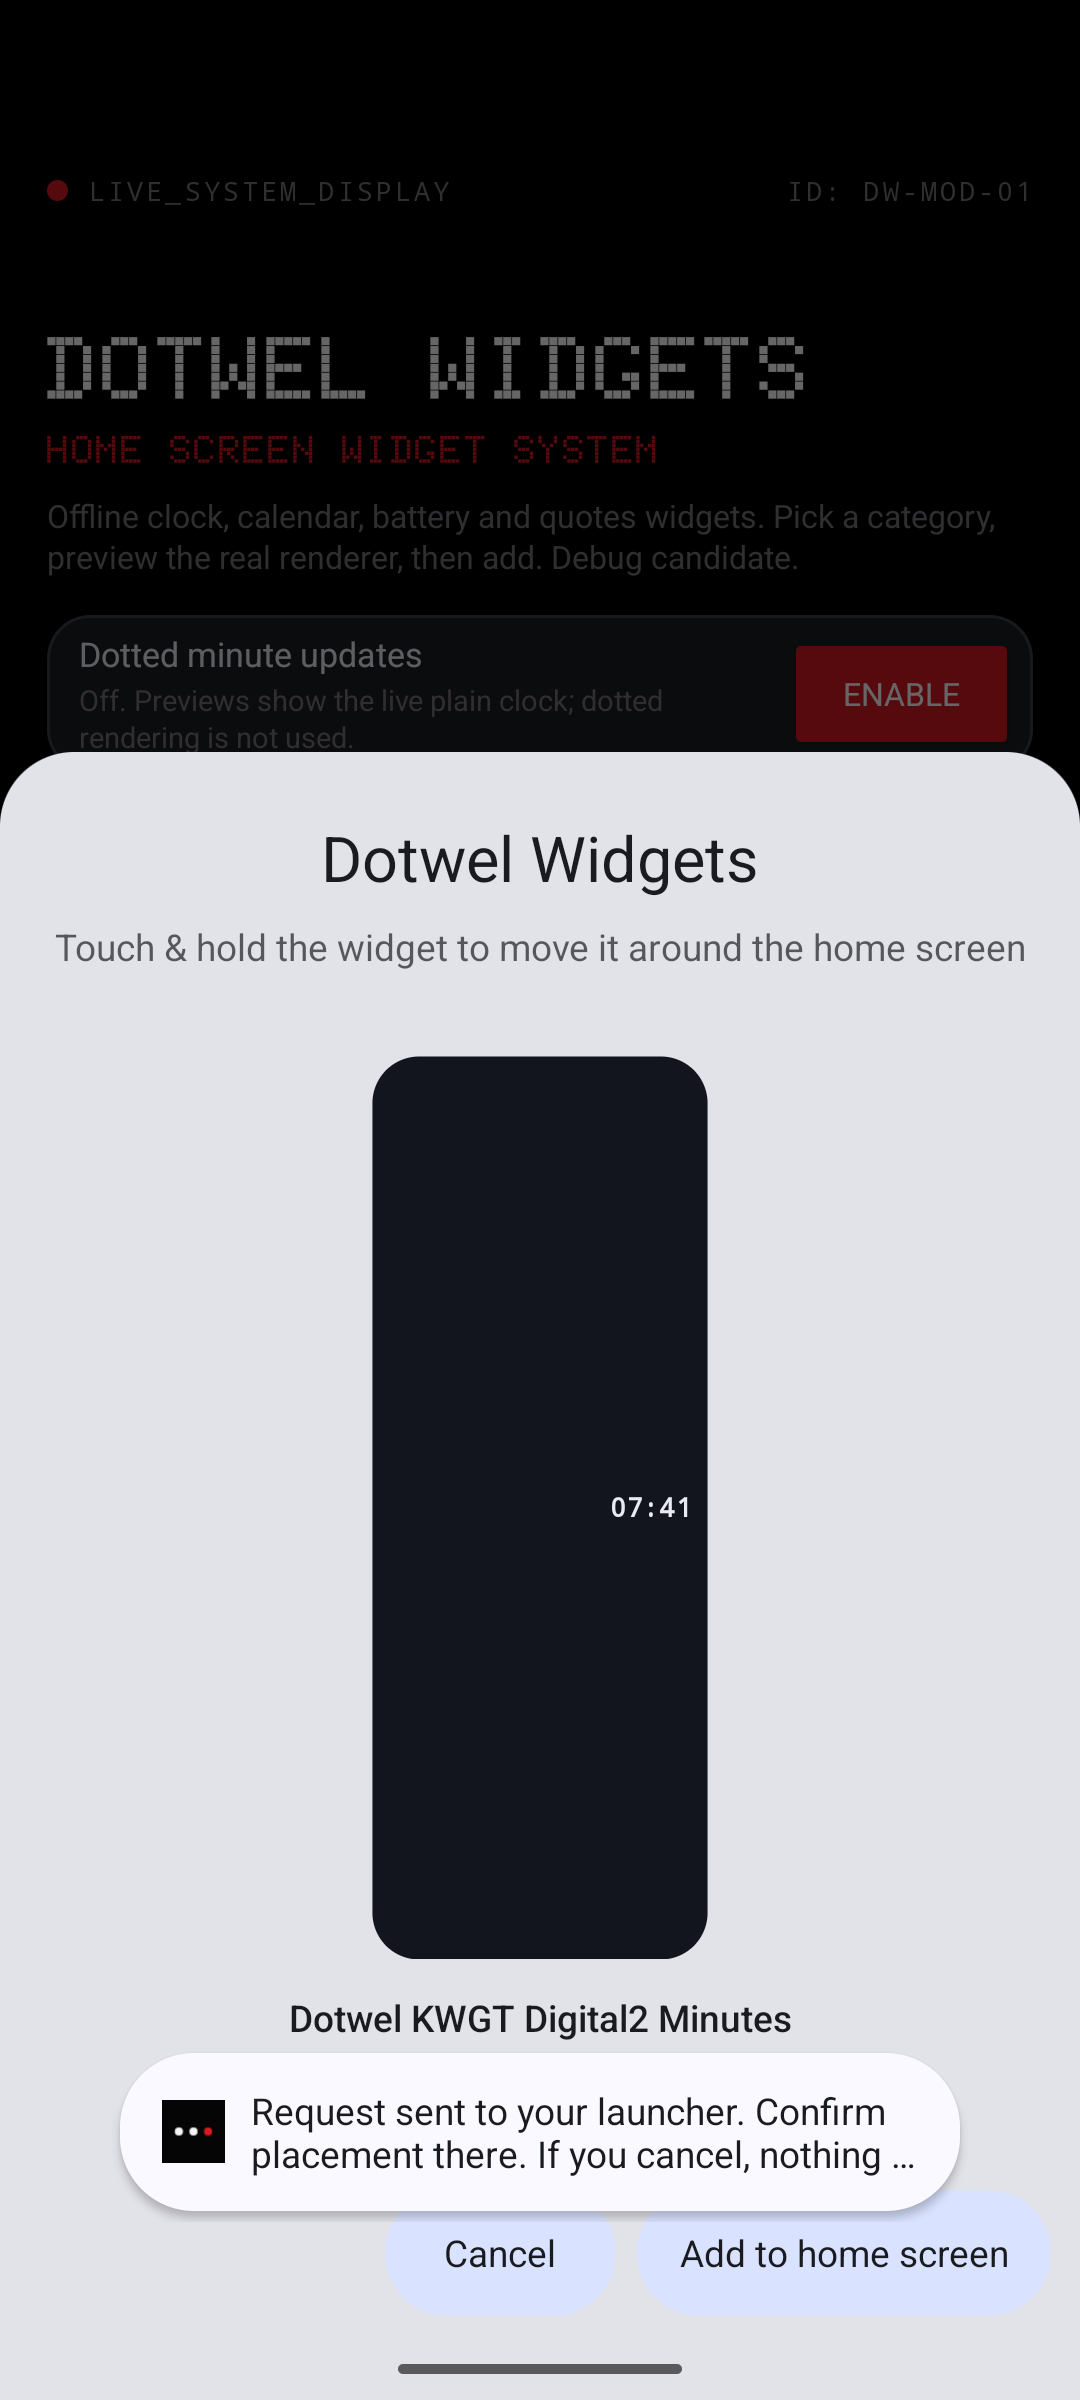 LIVE_SYSTEM_DISPLAY
ID: DW-MOD-01
DOTWEL WIDGETS
HOME SCREEN WIDGET SYSTEM
Offline clock, calendar, battery and quotes widgets. Pick a category,
preview the real renderer, then add. Debug candidate.
Dotted minute updates
Off. Previews show the live plain clock; dotted
rendering is not used.
ENABLE
Dotwel Widgets
Touch & hold the widget to move it around the home screen
07:41
Dotwel KWGT Digital2 Minutes
Request sent to your launcher. Confirm
placement there. If you cancel, nothing …
Cancel
Add to home screen